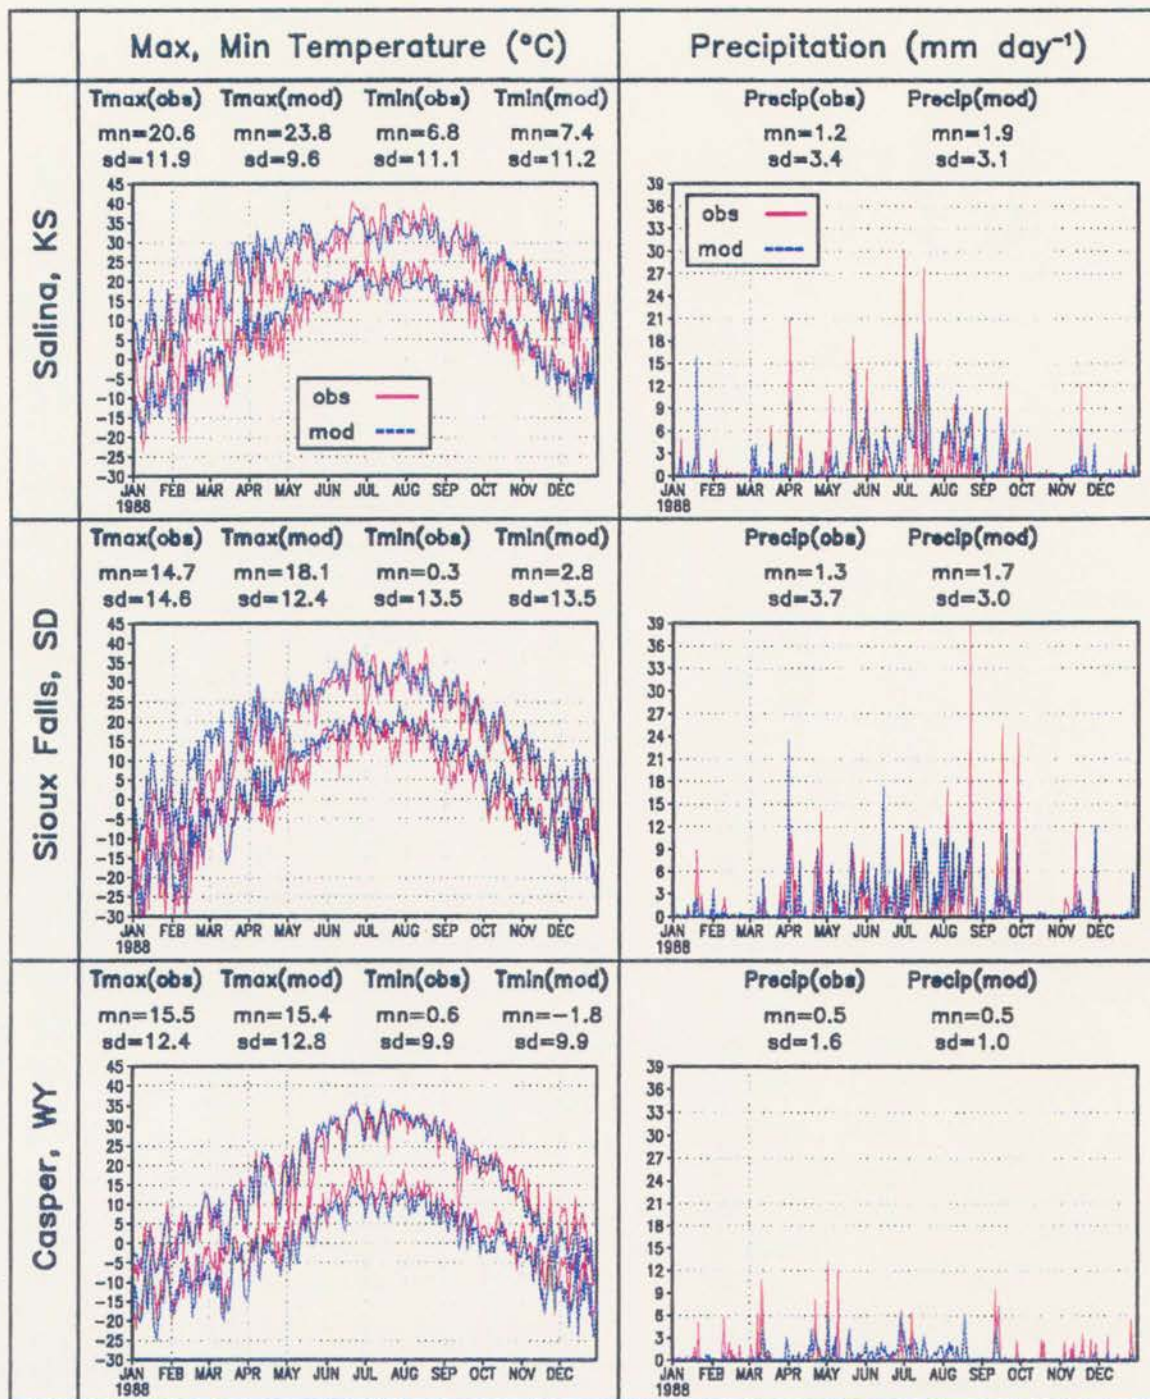 Max, Min Temperature (°C)
Precipitation (mm day⁻¹)
Salina, KS
Tmax(obs) Tmax(mod) Tmin(obs) Tmin(mod)
mn=20.6 mn=23.8 mn=6.8 mn=7.4
sd=11.9 sd=9.6 sd=11.1 sd=11.2
45
40
35
30
25
20
15
10
5
0
-5
-10
-15
-20
-25
-30
obs
mod
JAN FEB MAR APR MAY JUN JUL AUG SEP OCT NOV DEC
1988
Precip(obs) Precip(mod)
mn=1.2 mn=1.9
sd=3.4 sd=3.1
39
36
33
30
27
24
21
18
15
12
9
6
3
0
obs
mod
JAN FEB MAR APR MAY JUN JUL AUG SEP OCT NOV DEC
1988
Sioux Falls, SD
Tmax(obs) Tmax(mod) Tmin(obs) Tmin(mod)
mn=14.7 mn=18.1 mn=0.3 mn=2.8
sd=14.6 sd=12.4 sd=13.5 sd=13.5
45
40
35
30
25
20
15
10
5
0
-5
-10
-15
-20
-25
-30
JAN FEB MAR APR MAY JUN JUL AUG SEP OCT NOV DEC
1988
Precip(obs) Precip(mod)
mn=1.3 mn=1.7
sd=3.7 sd=3.0
39
36
33
30
27
24
21
18
15
12
9
6
3
0
JAN FEB MAR APR MAY JUN JUL AUG SEP OCT NOV DEC
1988
Casper, WY
Tmax(obs) Tmax(mod) Tmin(obs) Tmin(mod)
mn=15.5 mn=15.4 mn=0.6 mn=-1.8
sd=12.4 sd=12.8 sd=9.9 sd=9.9
45
40
35
30
25
20
15
10
5
0
-5
-10
-15
-20
-25
-30
JAN FEB MAR APR MAY JUN JUL AUG SEP OCT NOV DEC
1988
Precip(obs) Precip(mod)
mn=0.5 mn=0.5
sd=1.6 sd=1.0
39
36
33
30
27
24
21
18
15
12
9
6
3
0
JAN FEB MAR APR MAY JUN JUL AUG SEP OCT NOV DEC
1988